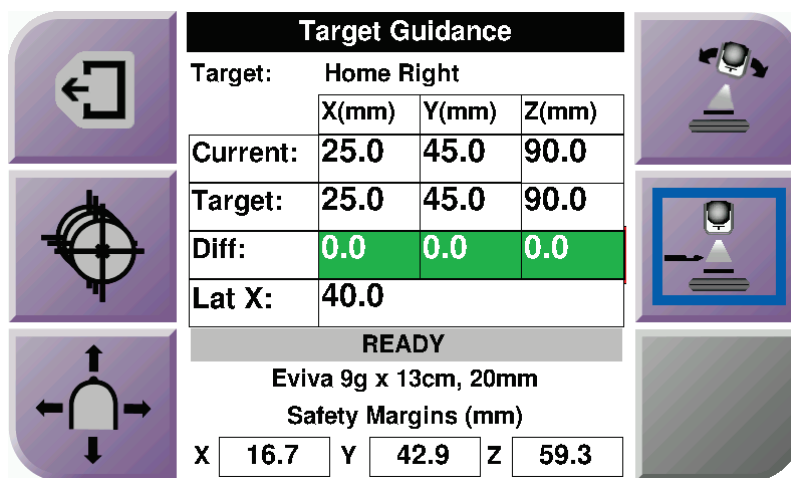 Target Guidance
Target: Home Right
X(mm) Y(mm) Z(mm)
Current: 25.0 45.0 90.0
Target: 25.0 45.0 90.0
Diff: 0.0 0.0 0.0
Lat X: 40.0
READY
Eviva 9g x 13cm, 20mm
Safety Margins (mm)
X 16.7 Y 42.9 Z 59.3